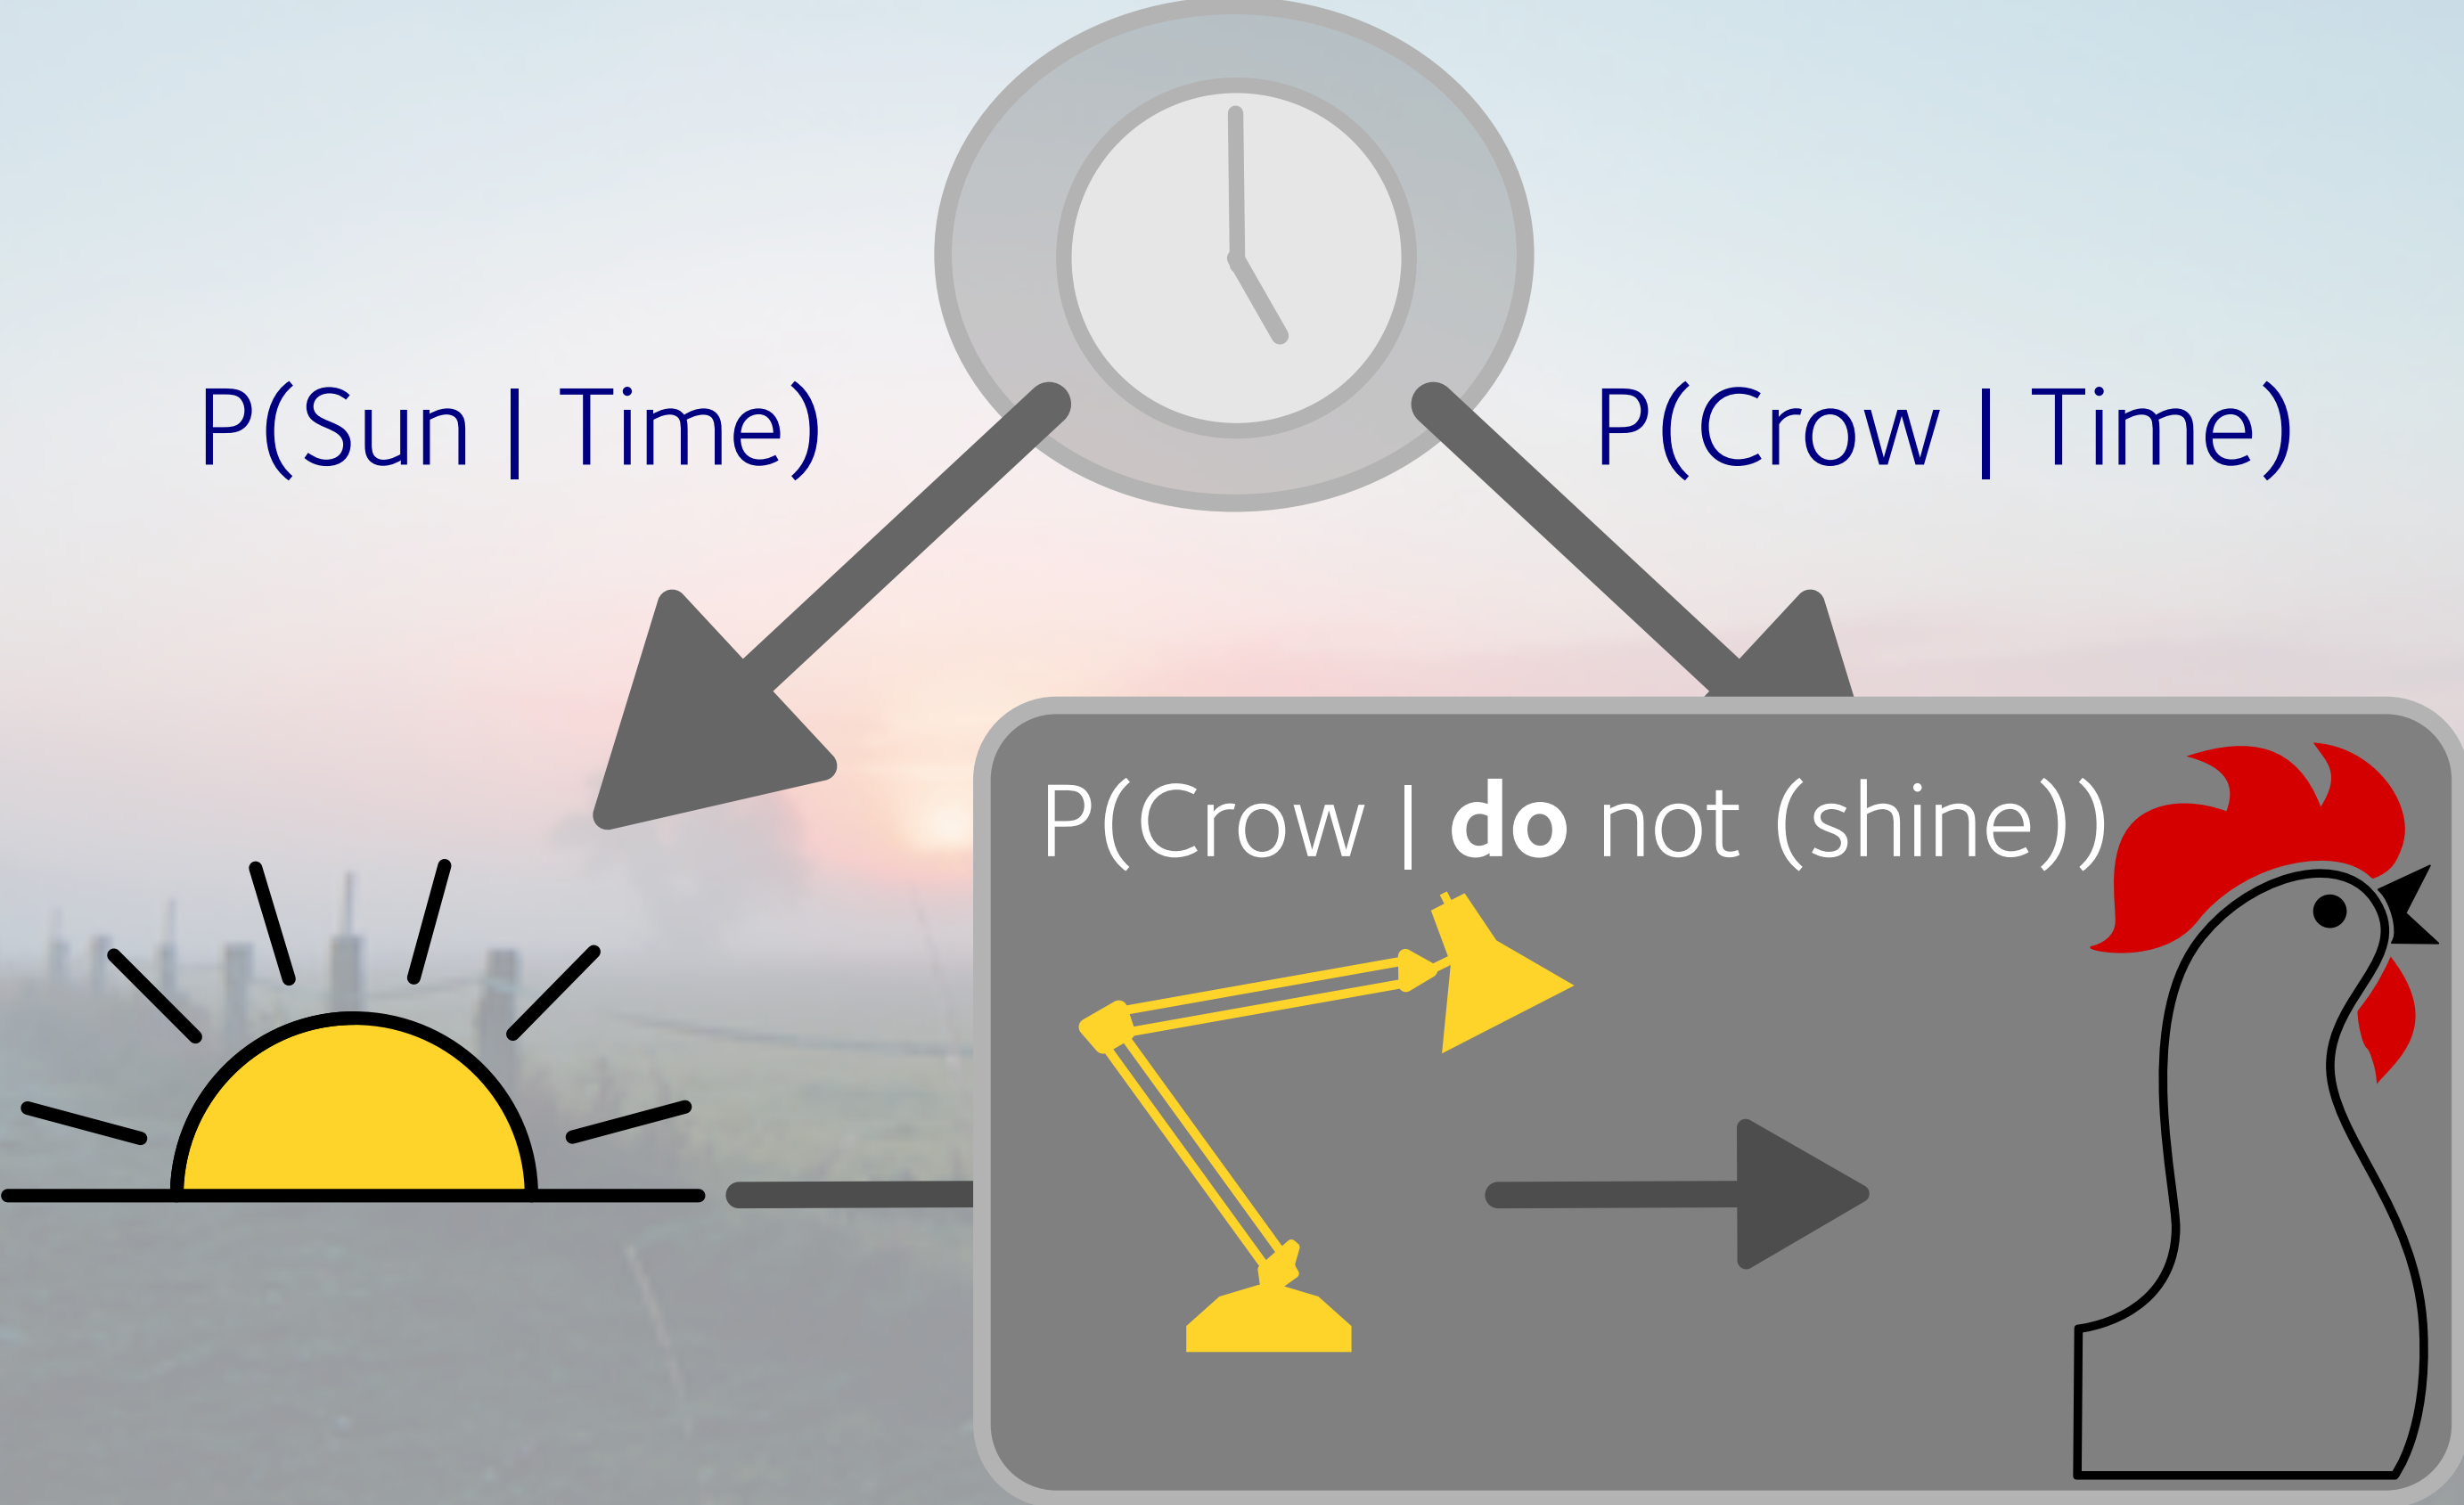 P(Sun | Time)
P(Crow | Time)
P(Crow | do not (shine))